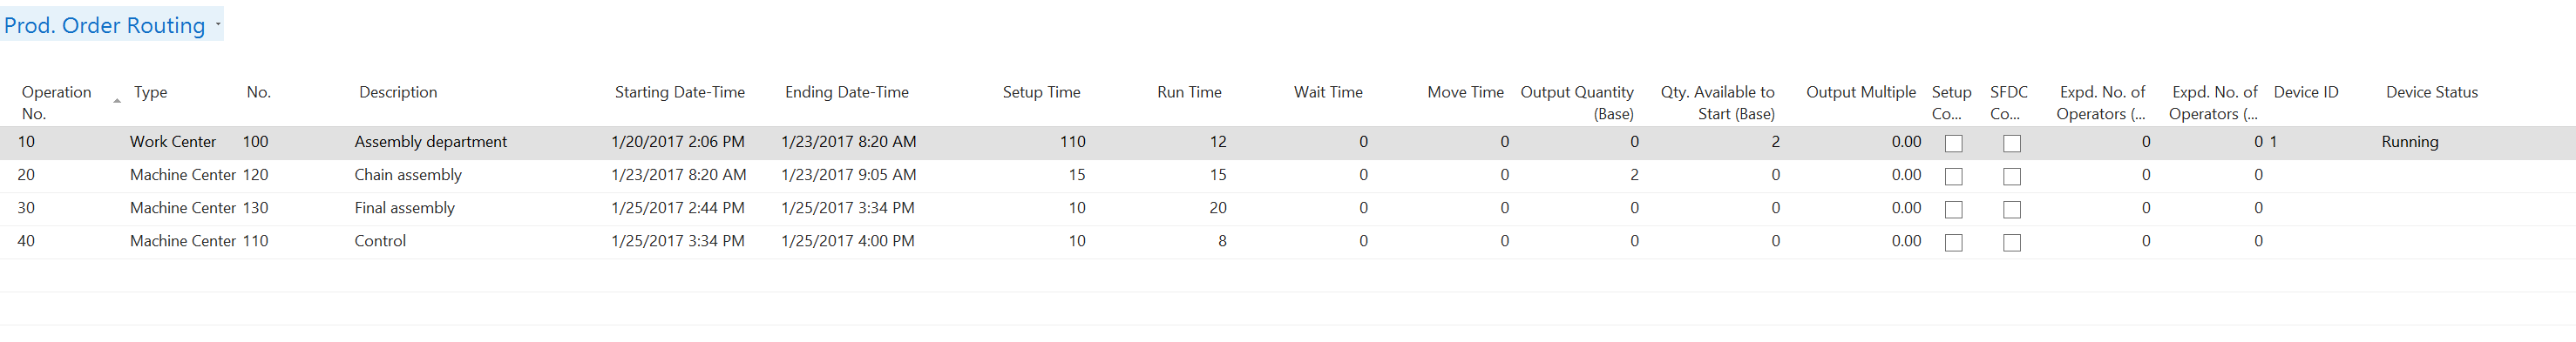 Prod. Order Routing
Operation No. Type No. Description Starting Date-Time Ending Date-Time Setup Time Run Time Wait Time Move Time Output Quantity (Base) Qty. Available to Start (Base) Output Multiple Setup Co... SFDC Co... Expd. No. of Operators (... Expd. No. of Operators (... Device ID Device Status
10 Work Center 100 Assembly department 1/20/2017 2:06 PM 1/23/2017 8:20 AM 110 12 0 0 0 2 0.00 0 0 1 Running
20 Machine Center 120 Chain assembly 1/23/2017 8:20 AM 1/23/2017 9:05 AM 15 15 0 0 2 0 0.00 0 0
30 Machine Center 130 Final assembly 1/25/2017 2:44 PM 1/25/2017 3:34 PM 10 20 0 0 0 0 0.00 0 0
40 Machine Center 110 Control 1/25/2017 3:34 PM 1/25/2017 4:00 PM 10 8 0 0 0 0 0.00 0 0